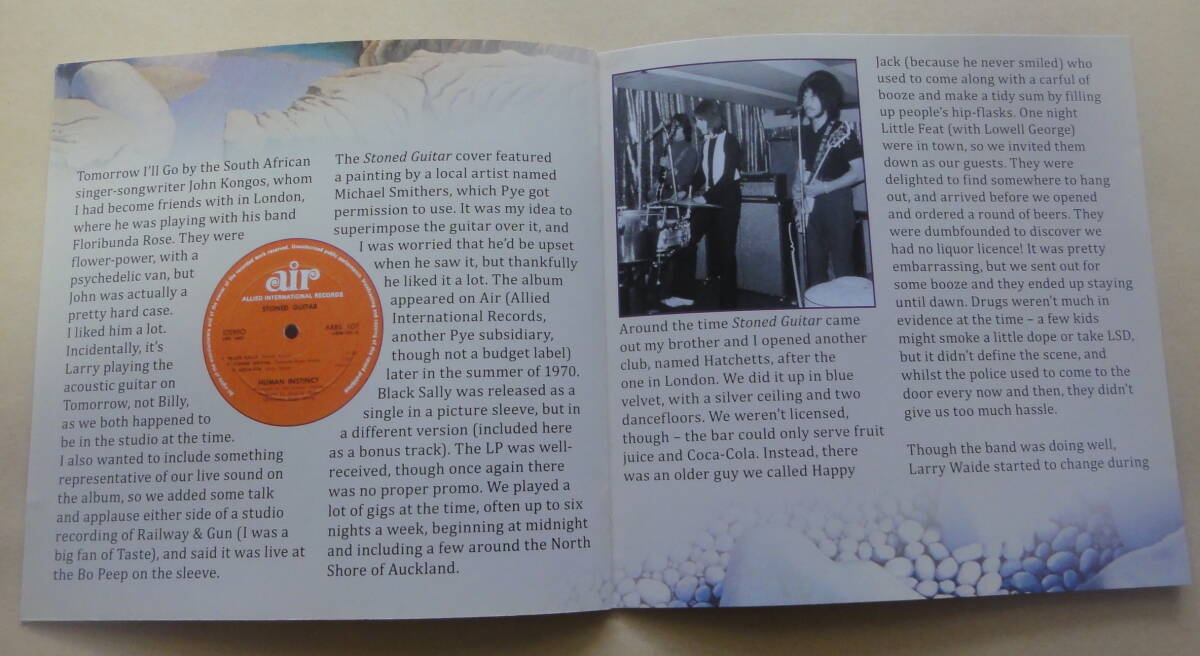 Tomorrow I'll Go by the South African
singer-songwriter John Kongos, whom
I had become friends with in London,
where he was playing with his band
Floribunda Rose. They were
flower-power, with a
psychedelic van, but
John was actually a
pretty hard case.
I liked him a lot.
Incidentally, it's
Larry playing the
acoustic guitar on
Tomorrow, not Billy,
as we both happened to
be in the studio at the time.
I also wanted to include something
representative of our live sound on
the album, so we added some talk
and applause either side of a studio
recording of Railway & Gun (I was a
big fan of Taste), and said it was live at
the Bo Peep on the sleeve.
air
ALLIED INTERNATIONAL RECORDS
STONED GUITAR
STEREO
HUMAN INSTINCT
The Stoned Guitar cover featured
a painting by a local artist named
Michael Smithers, which Pye got
permission to use. It was my idea to
superimpose the guitar over it, and
I was worried that he'd be upset
when he saw it, but thankfully
he liked it a lot. The album
appeared on Air (Allied
International Records,
another Pye subsidiary,
though not a budget label)
later in the summer of 1970.
Black Sally was released as a
single in a picture sleeve, but in
a different version (included here
as a bonus track). The LP was well-
received, though once again there
was no proper promo. We played a
lot of gigs at the time, often up to six
nights a week, beginning at midnight
and including a few around the North
Shore of Auckland.
Around the time Stoned Guitar came
out my brother and I opened another
club, named Hatchetts, after the
one in London. We did it up in blue
velvet, with a silver ceiling and two
dancefloors. We weren't licensed,
though – the bar could only serve fruit
juice and Coca-Cola. Instead, there
was an older guy we called Happy
Jack (because he never smiled) who
used to come along with a carful of
booze and make a tidy sum by filling
up people's hip-flasks. One night
Little Feat (with Lowell George)
were in town, so we invited them
down as our guests. They were
delighted to find somewhere to hang
out, and arrived before we opened
and ordered a round of beers. They
were dumbfounded to discover we
had no liquor licence! It was pretty
embarrassing, but we sent out for
some booze and they ended up staying
until dawn. Drugs weren't much in
evidence at the time – a few kids
might smoke a little dope or take LSD,
but it didn't define the scene, and
whilst the police used to come to the
door every now and then, they didn't
give us too much hassle.
Though the band was doing well,
Larry Waide started to change during